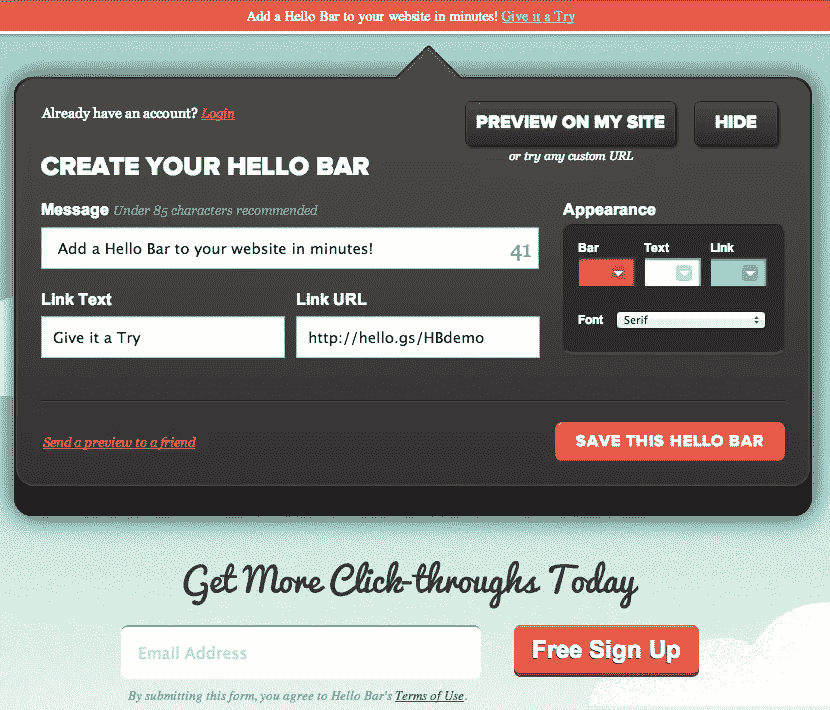 Add a Hello Bar to your website in minutes! Give it a Try
Already have an account? Login
PREVIEW ON MY SITE
HIDE
or try any custom URL
CREATE YOUR HELLO BAR
Message Under 85 characters recommended
Add a Hello Bar to your website in minutes! 41
Link Text
Link URL
Give it a Try
http://hello.gs/HBdemo
Appearance
Bar Text Link
Font Serif
Send a preview to a friend
SAVE THIS HELLO BAR
Get More Click-throughs Today
Email Address
Free Sign Up
By submitting this form, you agree to Hello Bar's Terms of Use.